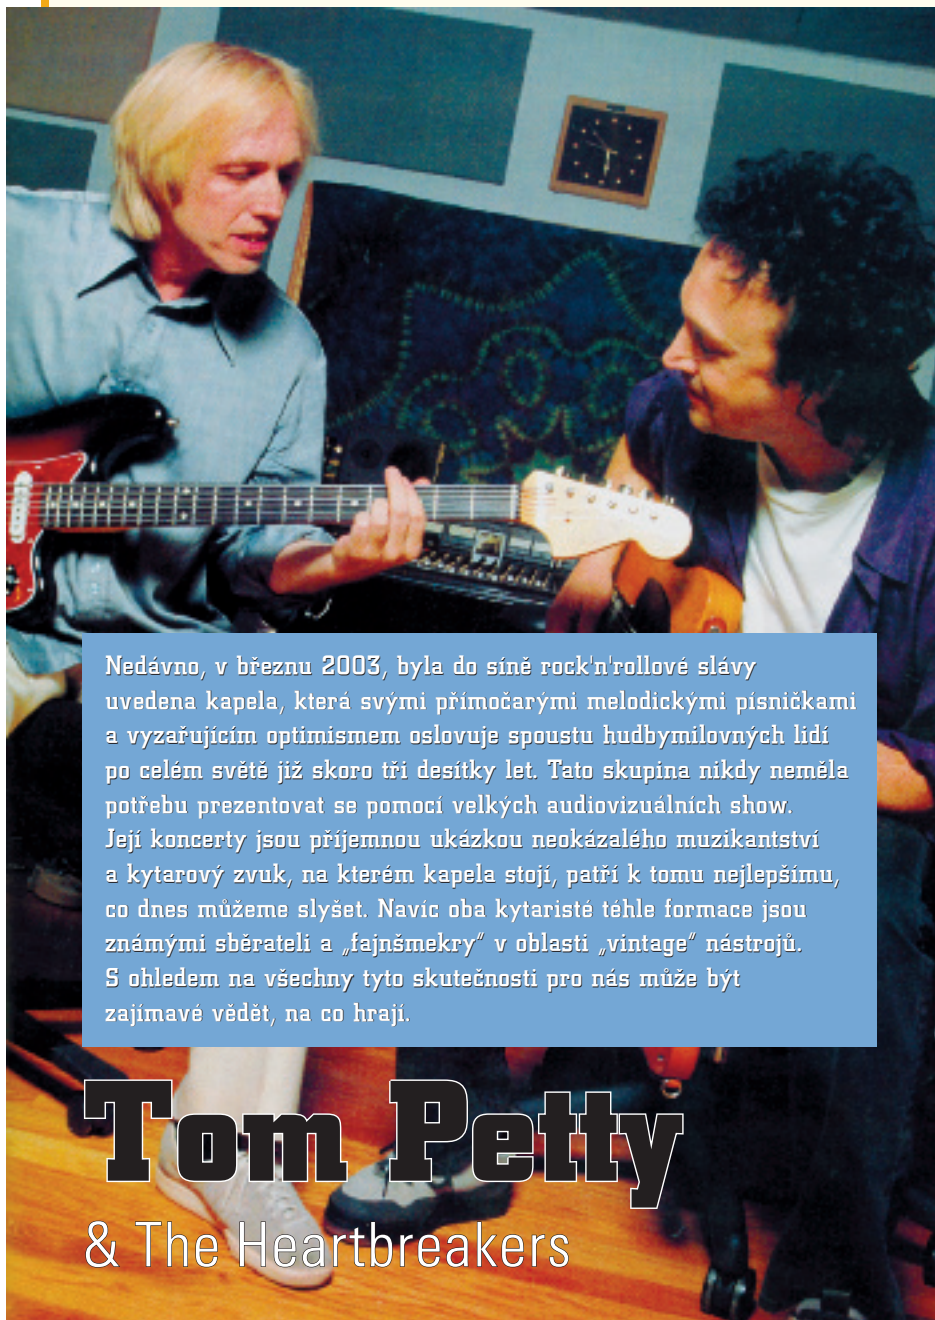 Nedávno, v březnu 2003, byla do síně rock'n'rollové slávy
uvedena kapela, která svými přímočarými melodickými písničkami
a vyzařujícím optimismem oslovuje spoustu hudbymilovných lidí
po celém světě již skoro tři desítky let. Tato skupina nikdy neměla
potřebu prezentovat se pomocí velkých audiovizuálních show.
Její koncerty jsou příjemnou ukázkou neokázalého muzikantství
a kytarový zvuk, na kterém kapela stojí, patří k tomu nejlepšímu,
co dnes můžeme slyšet. Navíc oba kytaristé téhle formace jsou
známými sběrateli a „fajnšmekry“ v oblasti „vintage“ nástrojů.
S ohledem na všechny tyto skutečnosti pro nás může být
zajímavé vědět, na co hrají.
Tom Petty
& The Heartbreakers